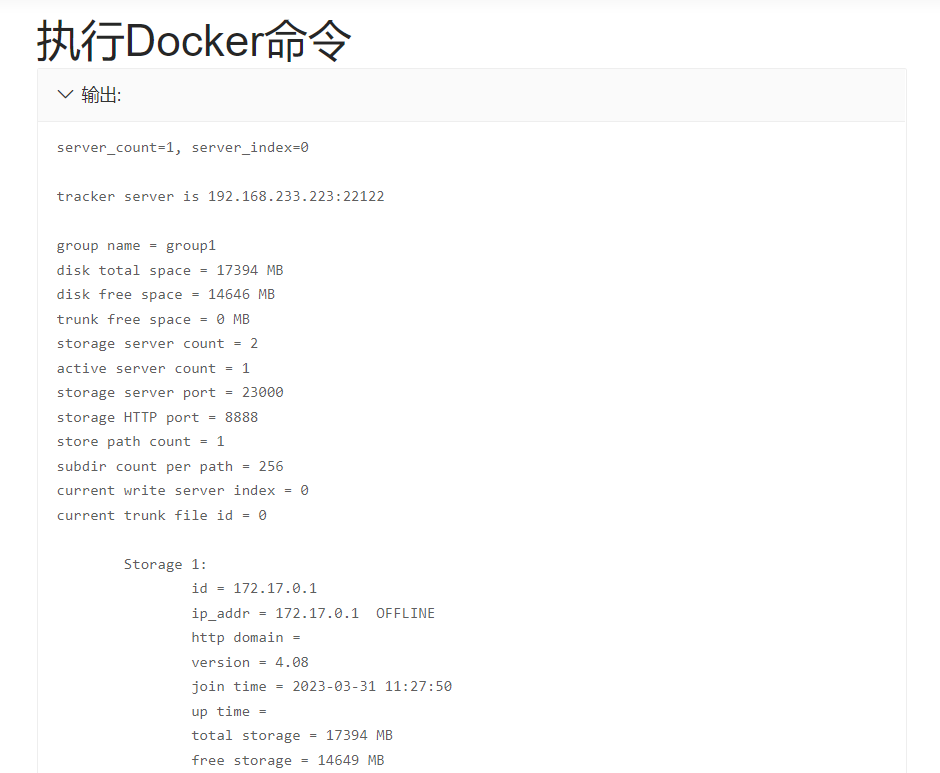 执行Docker命令
输出:
server_count=1, server_index=0
tracker server is 192.168.233.223:22122
group name = group1
disk total space = 17394 MB
disk free space = 14646 MB
trunk free space = 0 MB
storage server count = 2
active server count = 1
storage server port = 23000
storage HTTP port = 8888
store path count = 1
subdir count per path = 256
current write server index = 0
current trunk file id = 0
Storage 1:
id = 172.17.0.1
ip_addr = 172.17.0.1  OFFLINE
http domain =
version = 4.08
join time = 2023-03-31 11:27:50
up time =
total storage = 17394 MB
free storage = 14649 MB